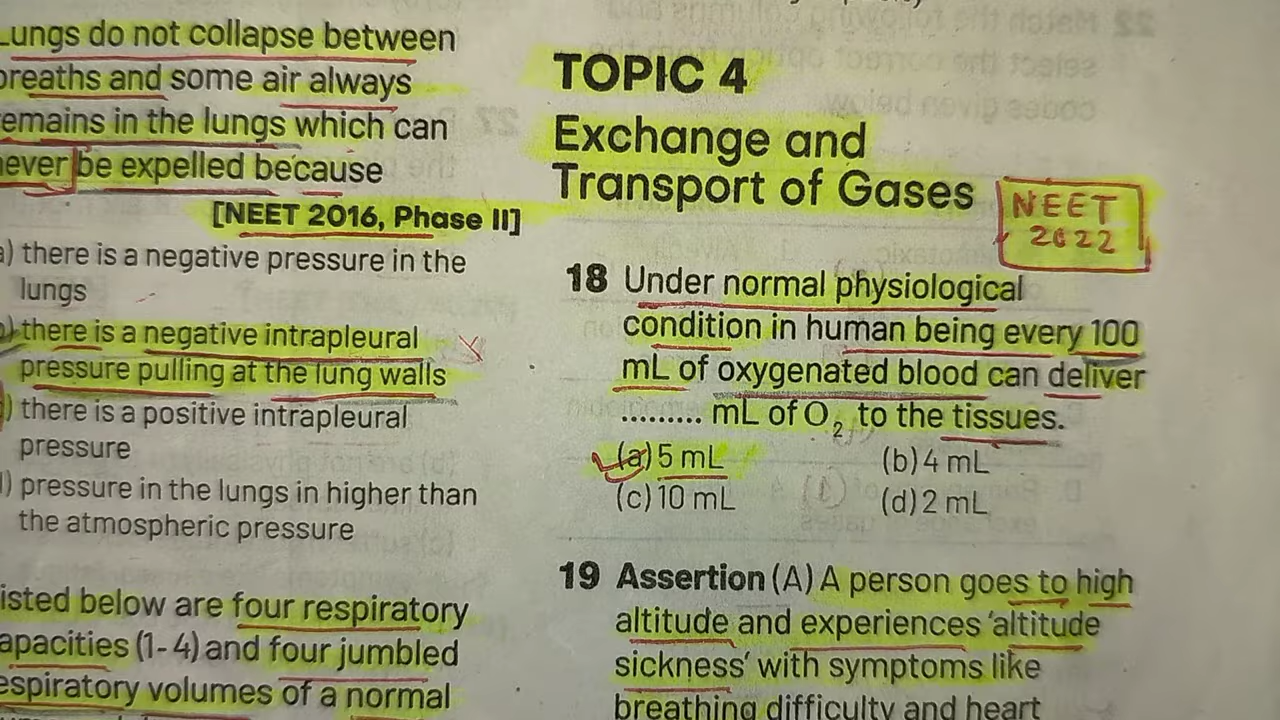 Lungs do not collapse between
breaths and some air always
remains in the lungs which can
never be expelled because
[NEET 2016, Phase II]
a) there is a negative pressure in the
lungs
b) there is a negative intrapleural
pressure pulling at the lung walls
) there is a positive intrapleural
pressure
d) pressure in the lungs in higher than
the atmospheric pressure
isted below are four respiratory
apacities (1-4) and four jumbled
espiratory volumes of a normal
TOPIC 4
Exchange and
Transport of Gases
NEET
2022
18 Under normal physiological
condition in human being every 100
mL of oxygenated blood can deliver
......... mL of O₂ to the tissues.
(a) 5 mL (b) 4 mL
(c) 10 mL (d) 2 mL
19 Assertion (A) A person goes to high
altitude and experiences ‘altitude
sickness’ with symptoms like
breathing difficulty and heart